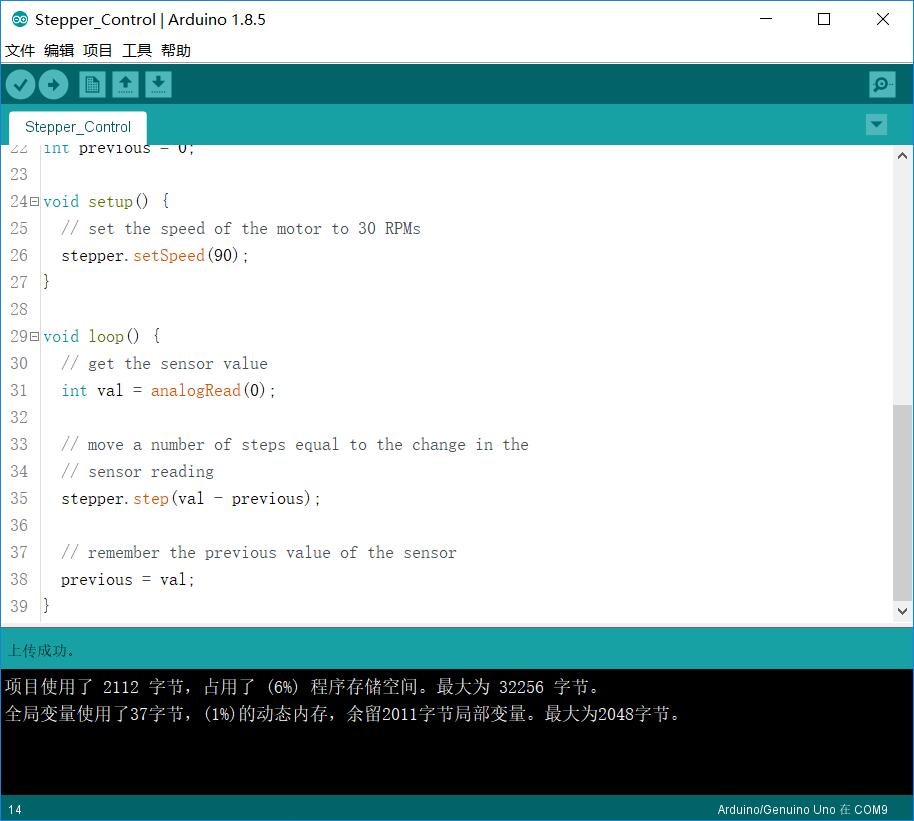 Stepper_Control | Arduino 1.8.5
文件 编辑 项目 工具 帮助
Stepper_Control
22 int previous = 0;
23
24 void setup() {
25 // set the speed of the motor to 30 RPMs
26 stepper.setSpeed(90);
27 }
28
29 void loop() {
30 // get the sensor value
31 int val = analogRead(0);
32
33 // move a number of steps equal to the change in the
34 // sensor reading
35 stepper.step(val - previous);
36
37 // remember the previous value of the sensor
38 previous = val;
39 }
上传成功。
项目使用了 2112 字节，占用了 (6%) 程序存储空间。最大为 32256 字节。
全局变量使用了37字节，(1%)的动态内存，余留2011字节局部变量。最大为2048字节。
14 Arduino/Genuino Uno 在 COM9